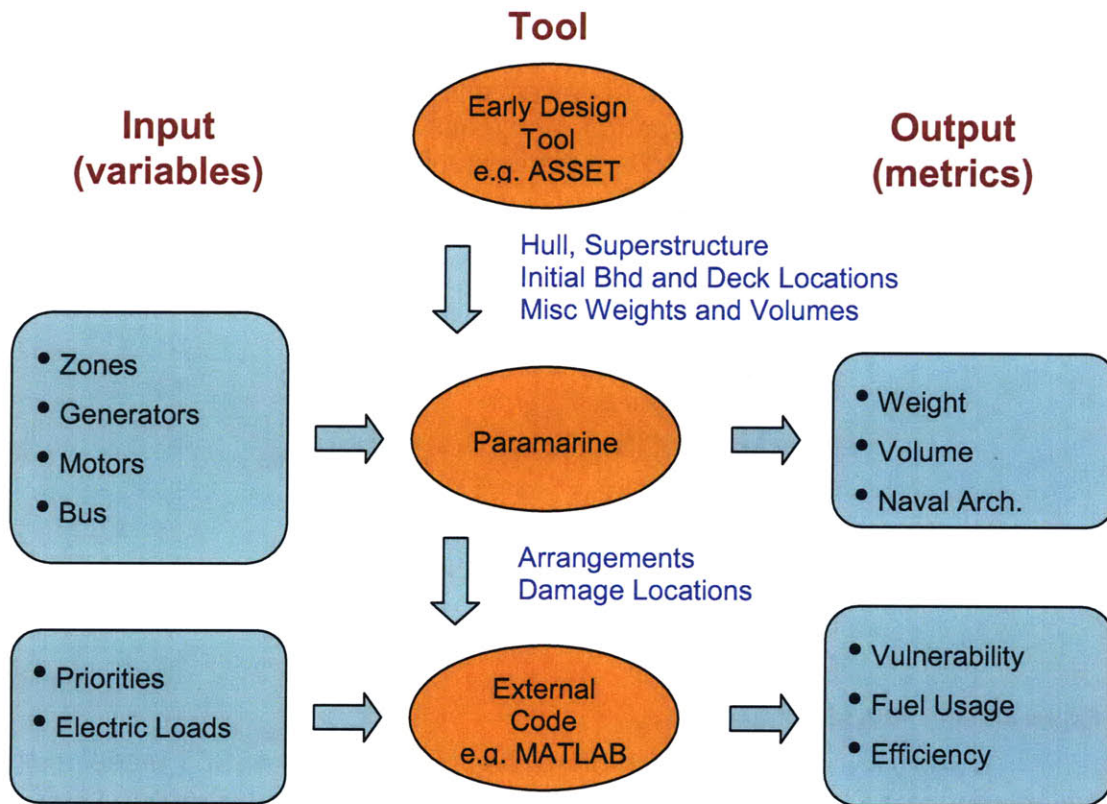 Tool
Input
(variables)
Early Design
Tool
e.g. ASSET
Output
(metrics)
Hull, Superstructure
Initial Bhd and Deck Locations
Misc Weights and Volumes
• Zones
• Generators
• Motors
• Bus
Paramarine
• Weight
• Volume
• Naval Arch.
Arrangements
Damage Locations
• Priorities
• Electric Loads
External
Code
e.g. MATLAB
• Vulnerability
• Fuel Usage
• Efficiency